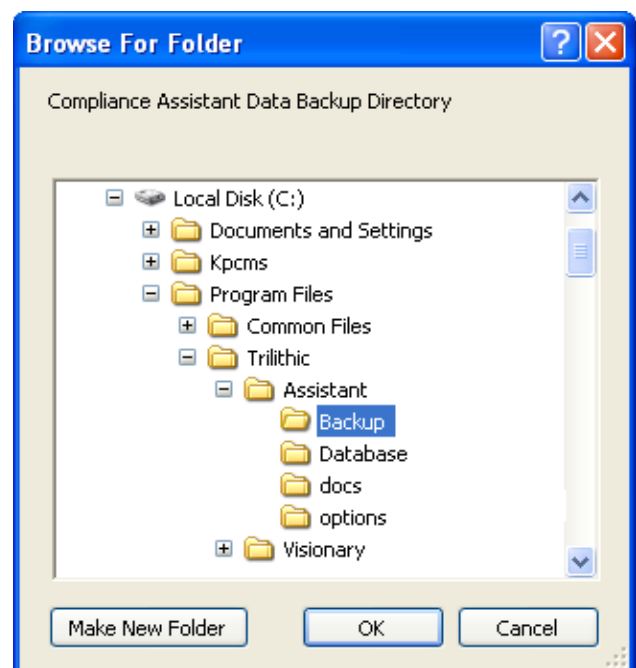 Browse For Folder
Compliance Assistant Data Backup Directory
Local Disk (C:)
Documents and Settings
Kpcms
Program Files
Common Files
Trilithic
Assistant
Backup
Database
docs
options
Visionary
Make New Folder
OK
Cancel